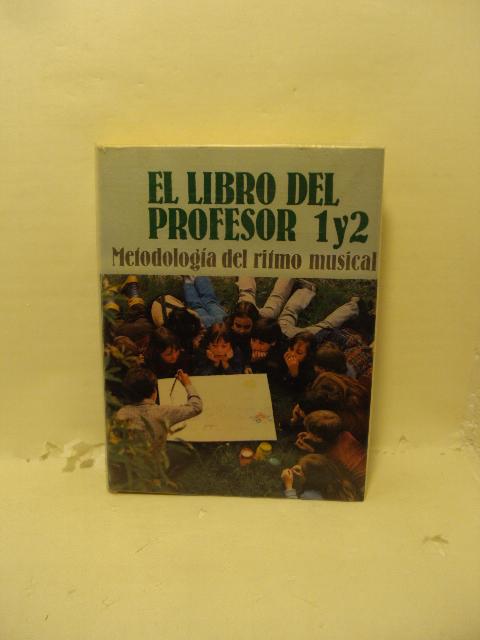 EL LIBRO DEL
PROFESOR 1y2
Metodología del ritmo musical